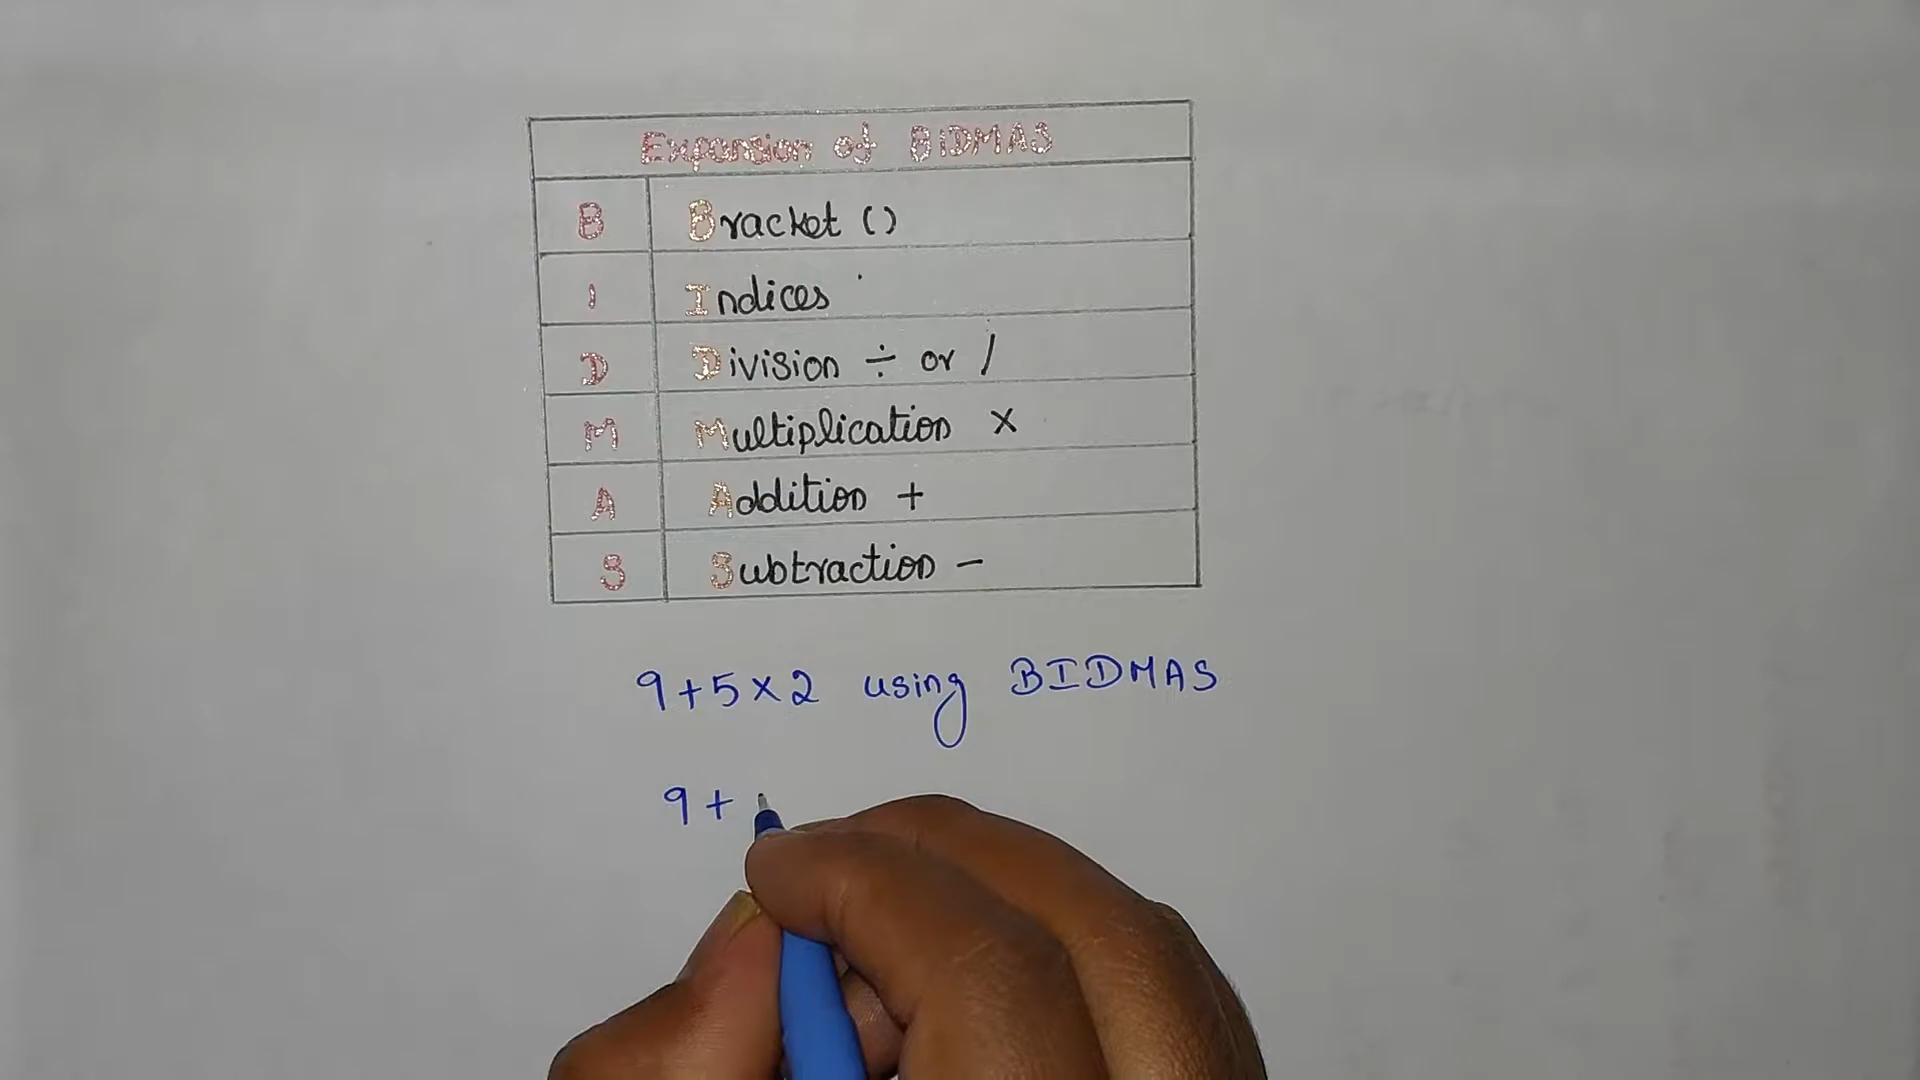 Expansion of BIDMAS
B Bracket ()
I Indices
D Division ÷ or /
M Multiplication ×
A Addition +
S Subtraction -
9+5×2 using BIDMAS
9+